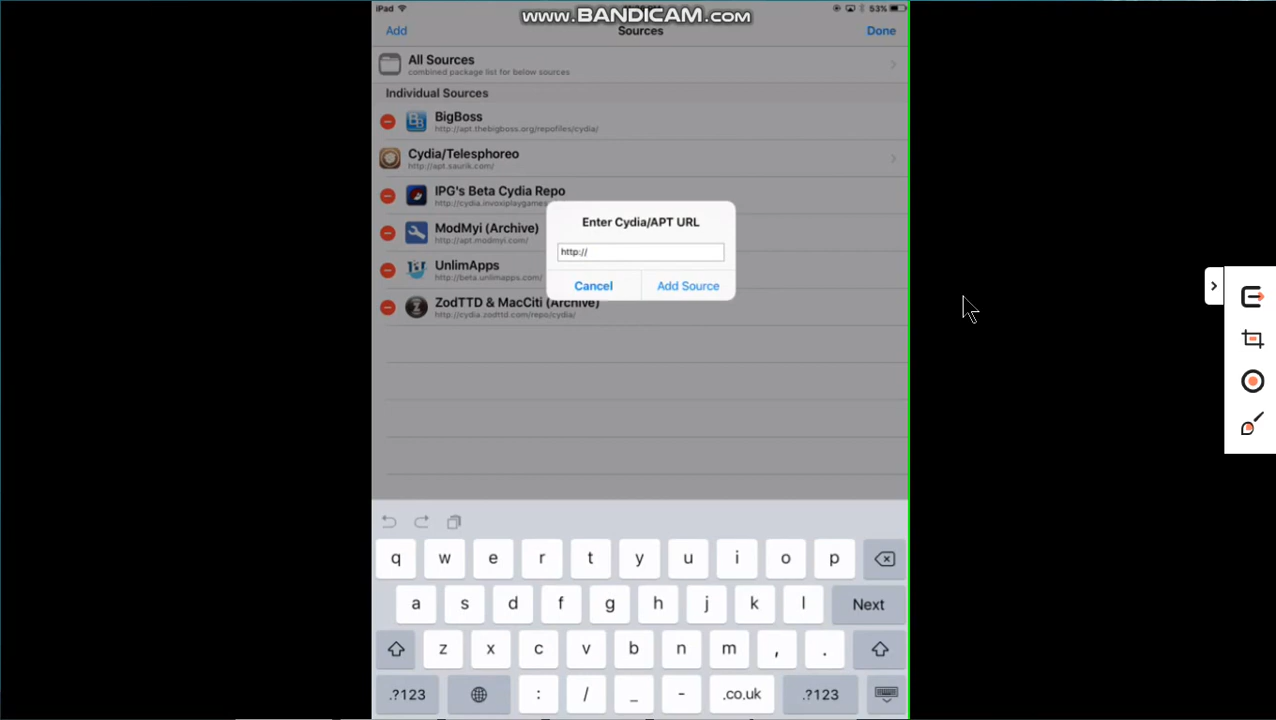 iPad
www.BANDICAM.com
53%
Add
Sources
Done
All Sources
combined package list for below sources
Individual Sources
BigBoss
http://apt.thebigboss.org/repofiles/cydia/
Cydia/Telesphoreo
http://apt.saurik.com/
IPG's Beta Cydia Repo
http://cydia.invoxiplaygames
ModMyi (Archive)
http://apt.modmyi.com/
UnlimApps
http://beta.unlimapps.com/
ZodTTD & MacCiti (Archive)
http://cydia.zodttd.com/repo/cydia/
Enter Cydia/APT URL
http://
Cancel
Add Source
q w e r t y u i o p
a s d f g h j k l Next
z x c v b n m , .
.?123 : / _ - .co.uk .?123